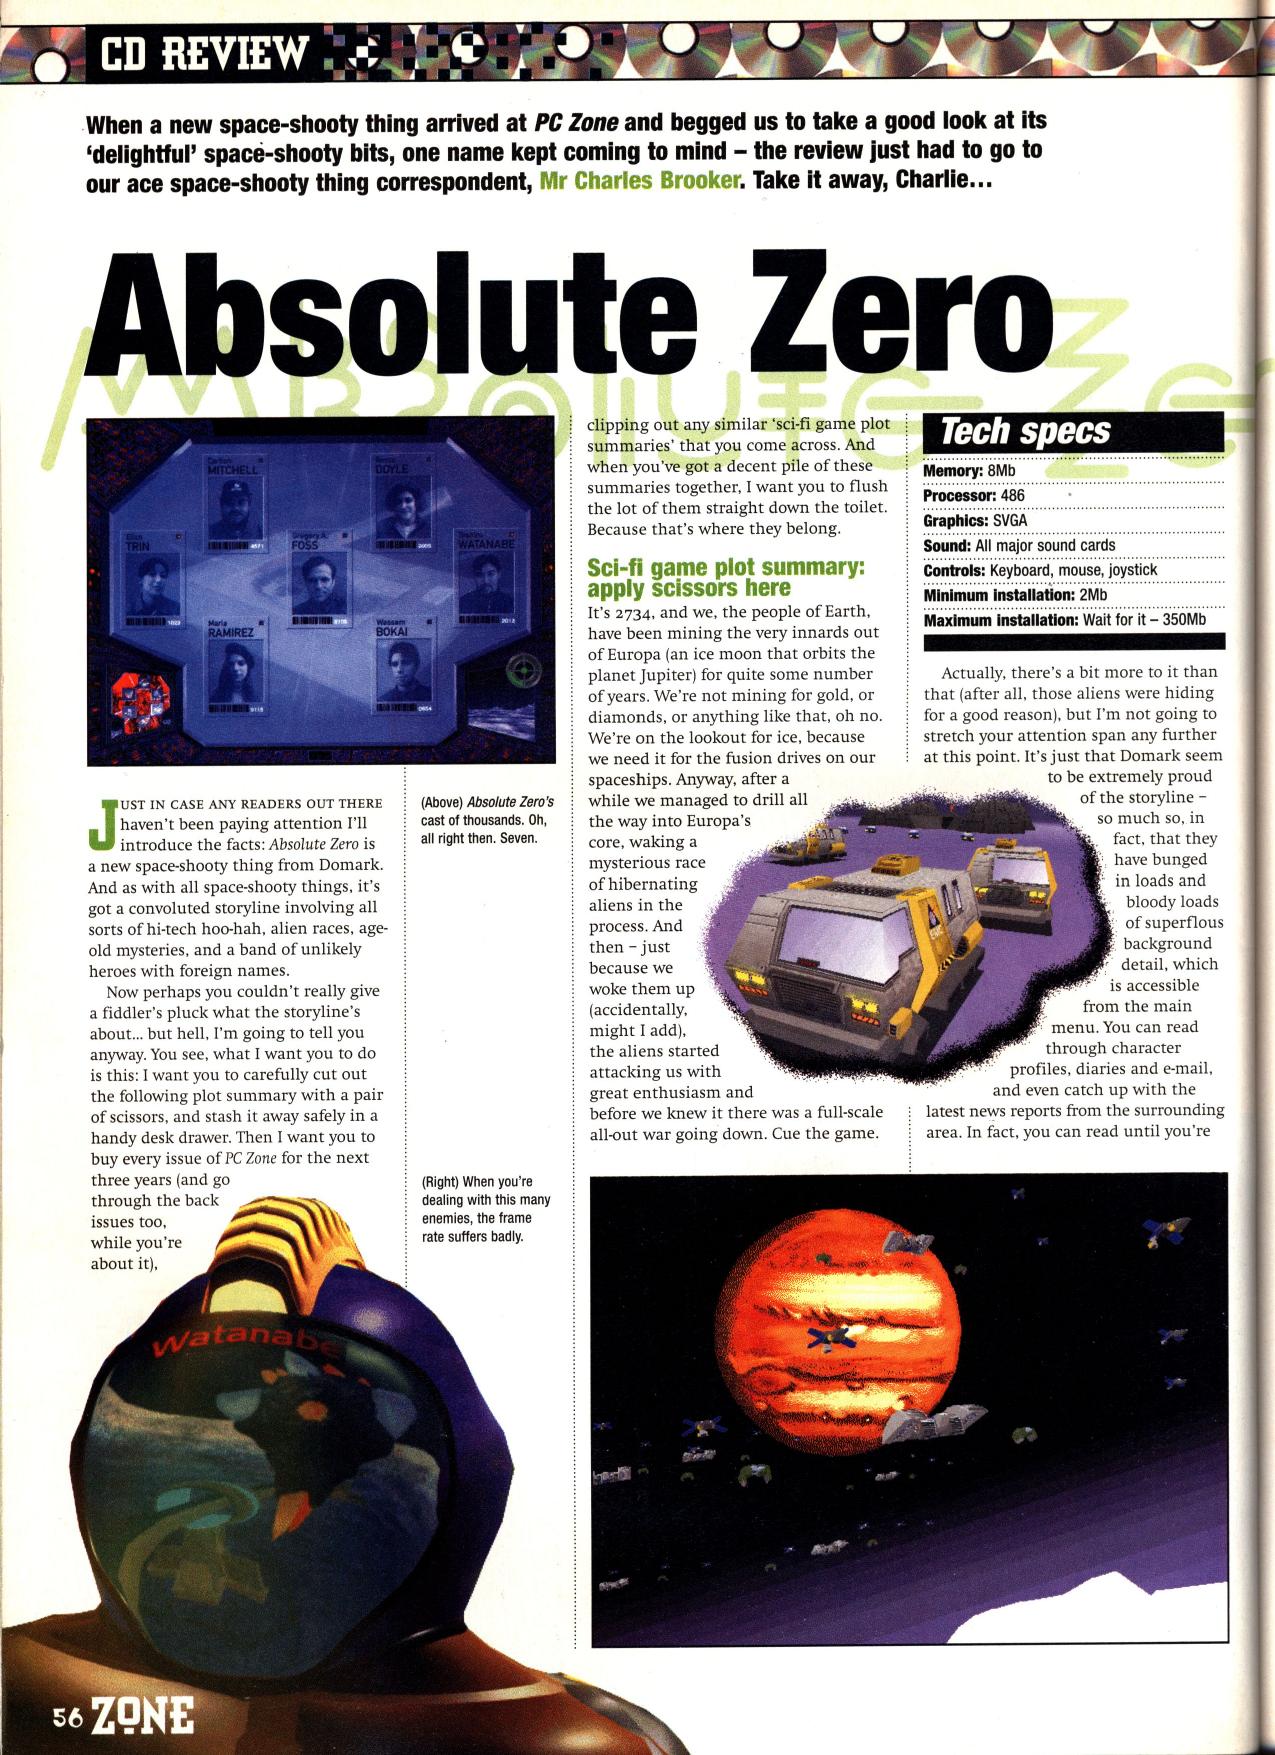 CD REVIEW
When a new space-shooty thing arrived at PC Zone and begged us to take a good look at its
‘delightful’ space-shooty bits, one name kept coming to mind – the review just had to go to
our ace space-shooty thing correspondent, Mr Charles Brooker. Take it away, Charlie...
Absolute Zero
MITCHELL
DOYLE
TRIN
Gregory A.
FOSS
WATANABE
Maria
RAMIREZ
Wassam
BOKAI
JUST IN CASE ANY READERS OUT THERE
haven't been paying attention I'll
introduce the facts: Absolute Zero is
a new space-shooty thing from Domark.
And as with all space-shooty things, it's
got a convoluted storyline involving all
sorts of hi-tech hoo-hah, alien races, age-
old mysteries, and a band of unlikely
heroes with foreign names.
Now perhaps you couldn't really give
a fiddler's pluck what the storyline's
about... but hell, I'm going to tell you
anyway. You see, what I want you to do
is this: I want you to carefully cut out
the following plot summary with a pair
of scissors, and stash it away safely in a
handy desk drawer. Then I want you to
buy every issue of PC Zone for the next
three years (and go
through the back
issues too,
while you're
about it),
(Above) Absolute Zero's
cast of thousands. Oh,
all right then. Seven.
(Right) When you're
dealing with this many
enemies, the frame
rate suffers badly.
Watanabe
clipping out any similar 'sci-fi game plot
summaries' that you come across. And
when you've got a decent pile of these
summaries together, I want you to flush
the lot of them straight down the toilet.
Because that's where they belong.
Sci-fi game plot summary:
apply scissors here
It's 2734, and we, the people of Earth,
have been mining the very innards out
of Europa (an ice moon that orbits the
planet Jupiter) for quite some number
of years. We're not mining for gold, or
diamonds, or anything like that, oh no.
We're on the lookout for ice, because
we need it for the fusion drives on our
spaceships. Anyway, after a
while we managed to drill all
the way into Europa's
core, waking a
mysterious race
of hibernating
aliens in the
process. And
then – just
because we
woke them up
(accidentally,
might I add),
the aliens started
attacking us with
great enthusiasm and
before we knew it there was a full-scale
all-out war going down. Cue the game.
Tech specs
Memory: 8Mb
Processor: 486
Graphics: SVGA
Sound: All major sound cards
Controls: Keyboard, mouse, joystick
Minimum installation: 2Mb
Maximum installation: Wait for it – 350Mb
Actually, there's a bit more to it than
that (after all, those aliens were hiding
for a good reason), but I'm not going to
stretch your attention span any further
at this point. It's just that Domark seem
to be extremely proud
of the storyline –
so much so, in
fact, that they
have bunged
in loads and
bloody loads
of superflous
background
detail, which
is accessible
from the main
menu. You can read
through character
profiles, diaries and e-mail,
and even catch up with the
latest news reports from the surrounding
area. In fact, you can read until you're
56 ZONE